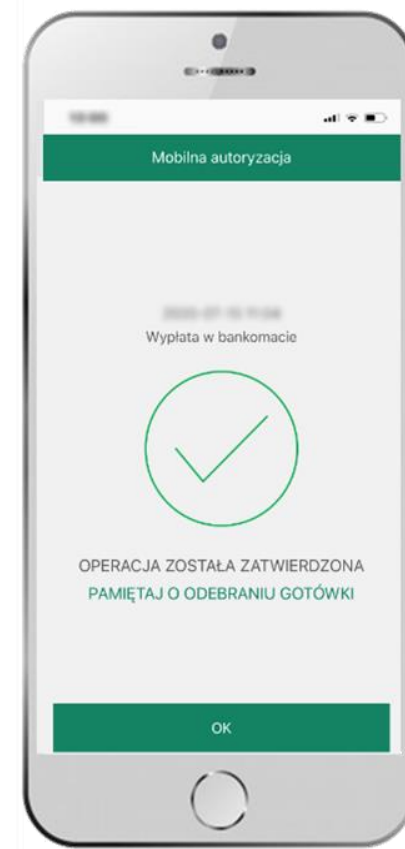 Mobilna autoryzacja
Wypłata w bankomacie
OPERACJA ZOSTAŁA ZATWIERDZONA
PAMIĘTAJ O ODEBRANIU GOTÓWKI
OK